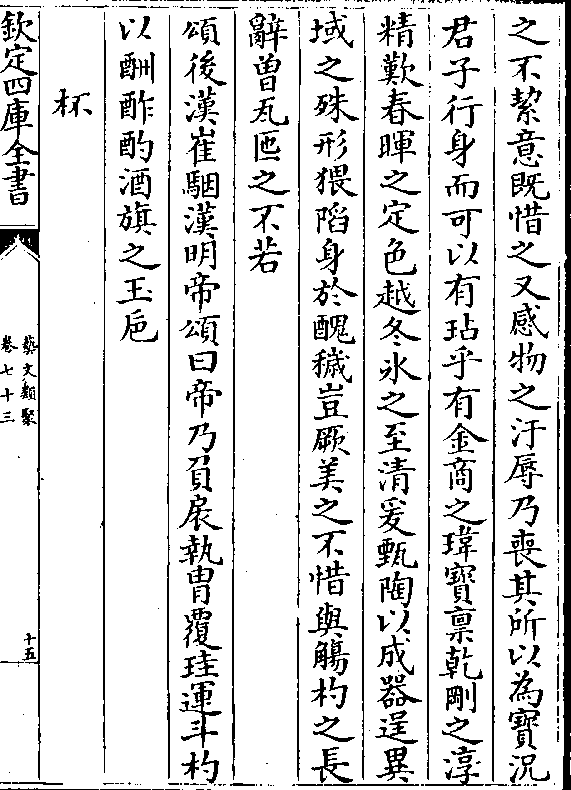 之不絜意既惜之又感物之汙辱乃喪其所以為寳況
君子行身而可以有玷乎有金商之瑋寳禀乾剛之淳
精歎春暉之定色越冬氷之至清爰甄陶以成器逞異
域之殊形猥陷身於醜穢豈厥美之不惜與觴杓之長
辭曽瓦匜之不若
頌後漢崔駰漢明帝頌曰帝乃負扆執冑覆珪運斗杓
以酬酢酌酒旗之玉巵
杯
欽定四庫全書
藝文類聚
卷七十三
十五